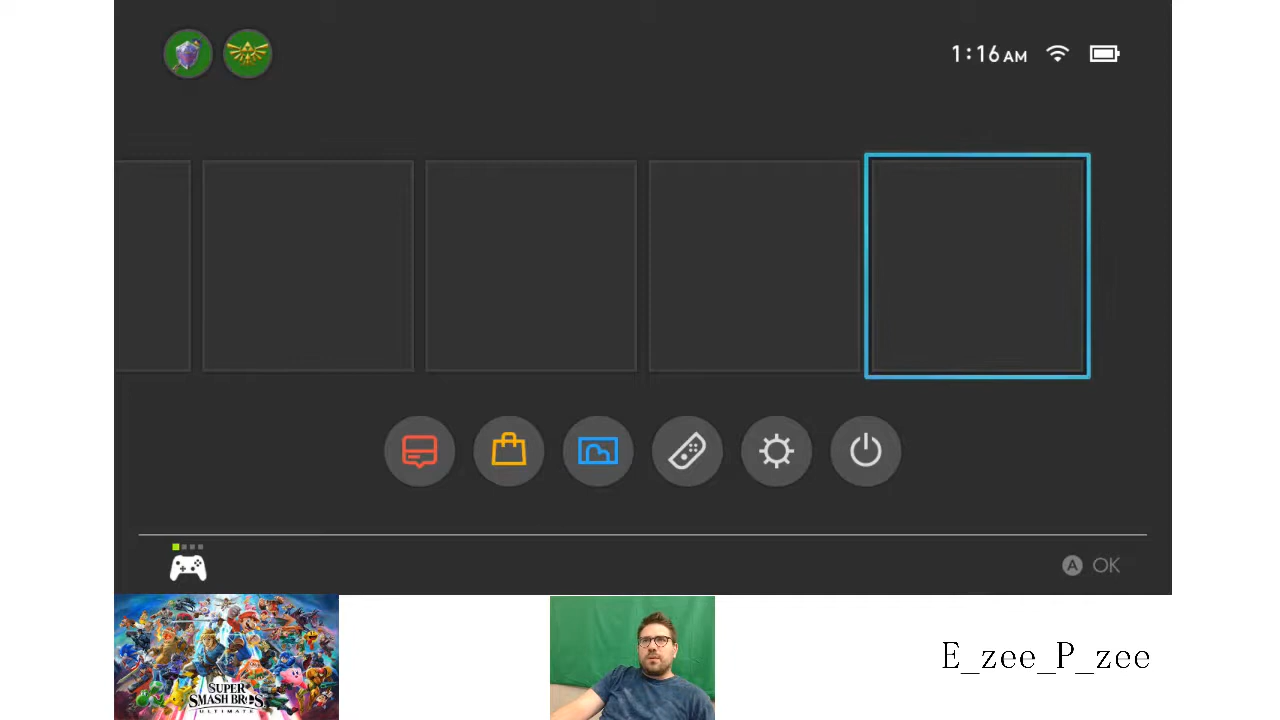 1:16 AM
A OK
SUPER
SMASH BROS.
ULTIMATE
E_zee_P_zee